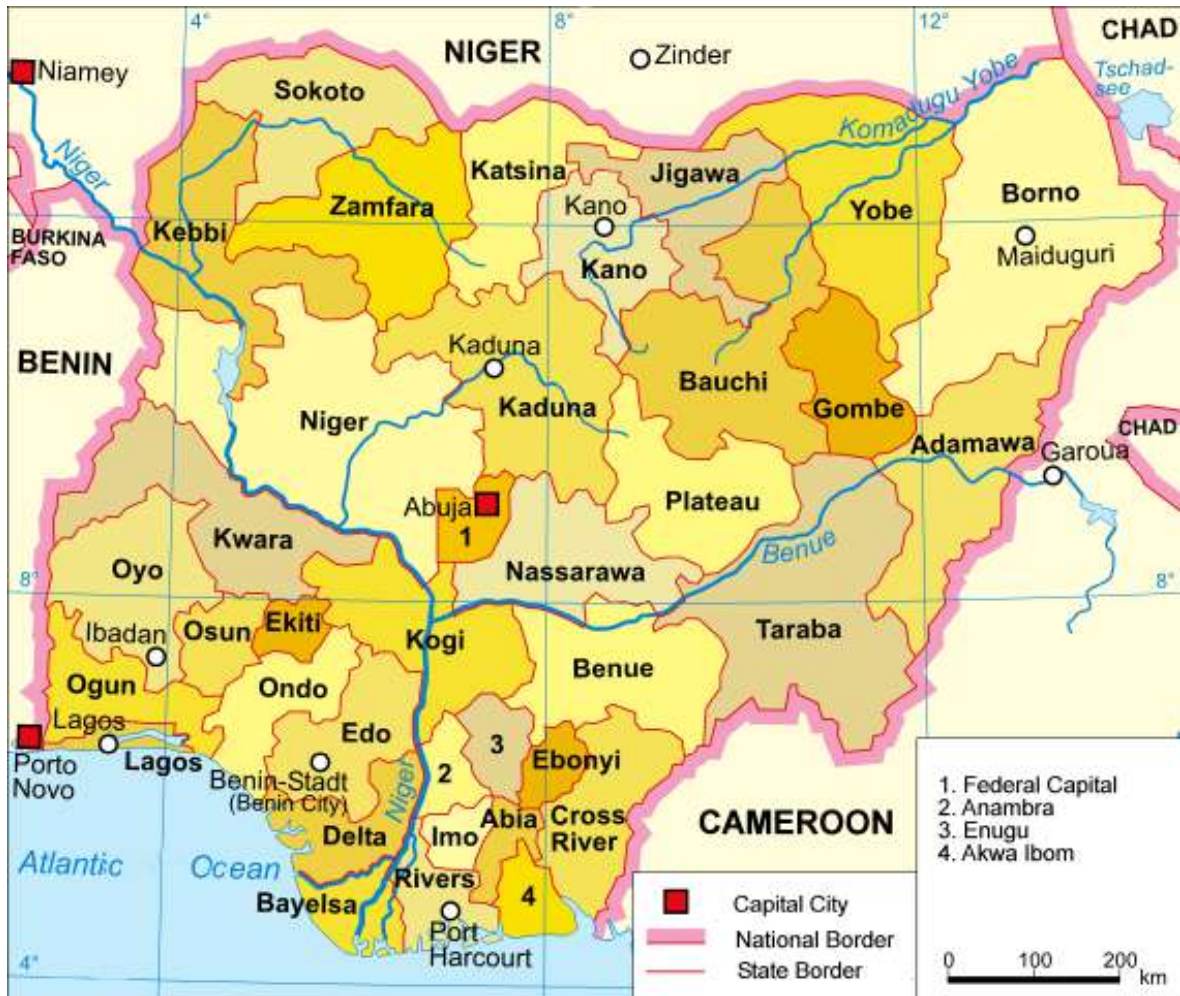 4°
8°
12°
CHAD
NIGER
Zinder
Niamey
Tschad-
see
Komadugu Yobe
Sokoto
Niger
Katsina
Jigawa
Borno
Zamfara
Kano
Yobe
Kebbi
BURKINA
FASO
Maiduguri
Kano
BENIN
Kaduna
Bauchi
Niger
Kaduna
Gombe
CHAD
Adamawa
Garoua
Plateau
Abuja
1
Kwara
Benue
Nassarawa
Oyo
8°
8°
Ibadan
Osun
Ekiti
Kogi
Taraba
Benue
Ogun
Ondo
Lagos
Edo
3
Porto
Novo
Lagos
Benin-Stadt
(Benin City)
Niger
2
Ebonyi
Delta
Imo
Abia
Cross
River
CAMEROON
Atlantic
Ocean
Rivers
Bayelsa
4
Port
Harcourt
4°
1. Federal Capital
2. Anambra
3. Enugu
4. Akwa Ibom
Capital City
National Border
State Border
0 100 200 km